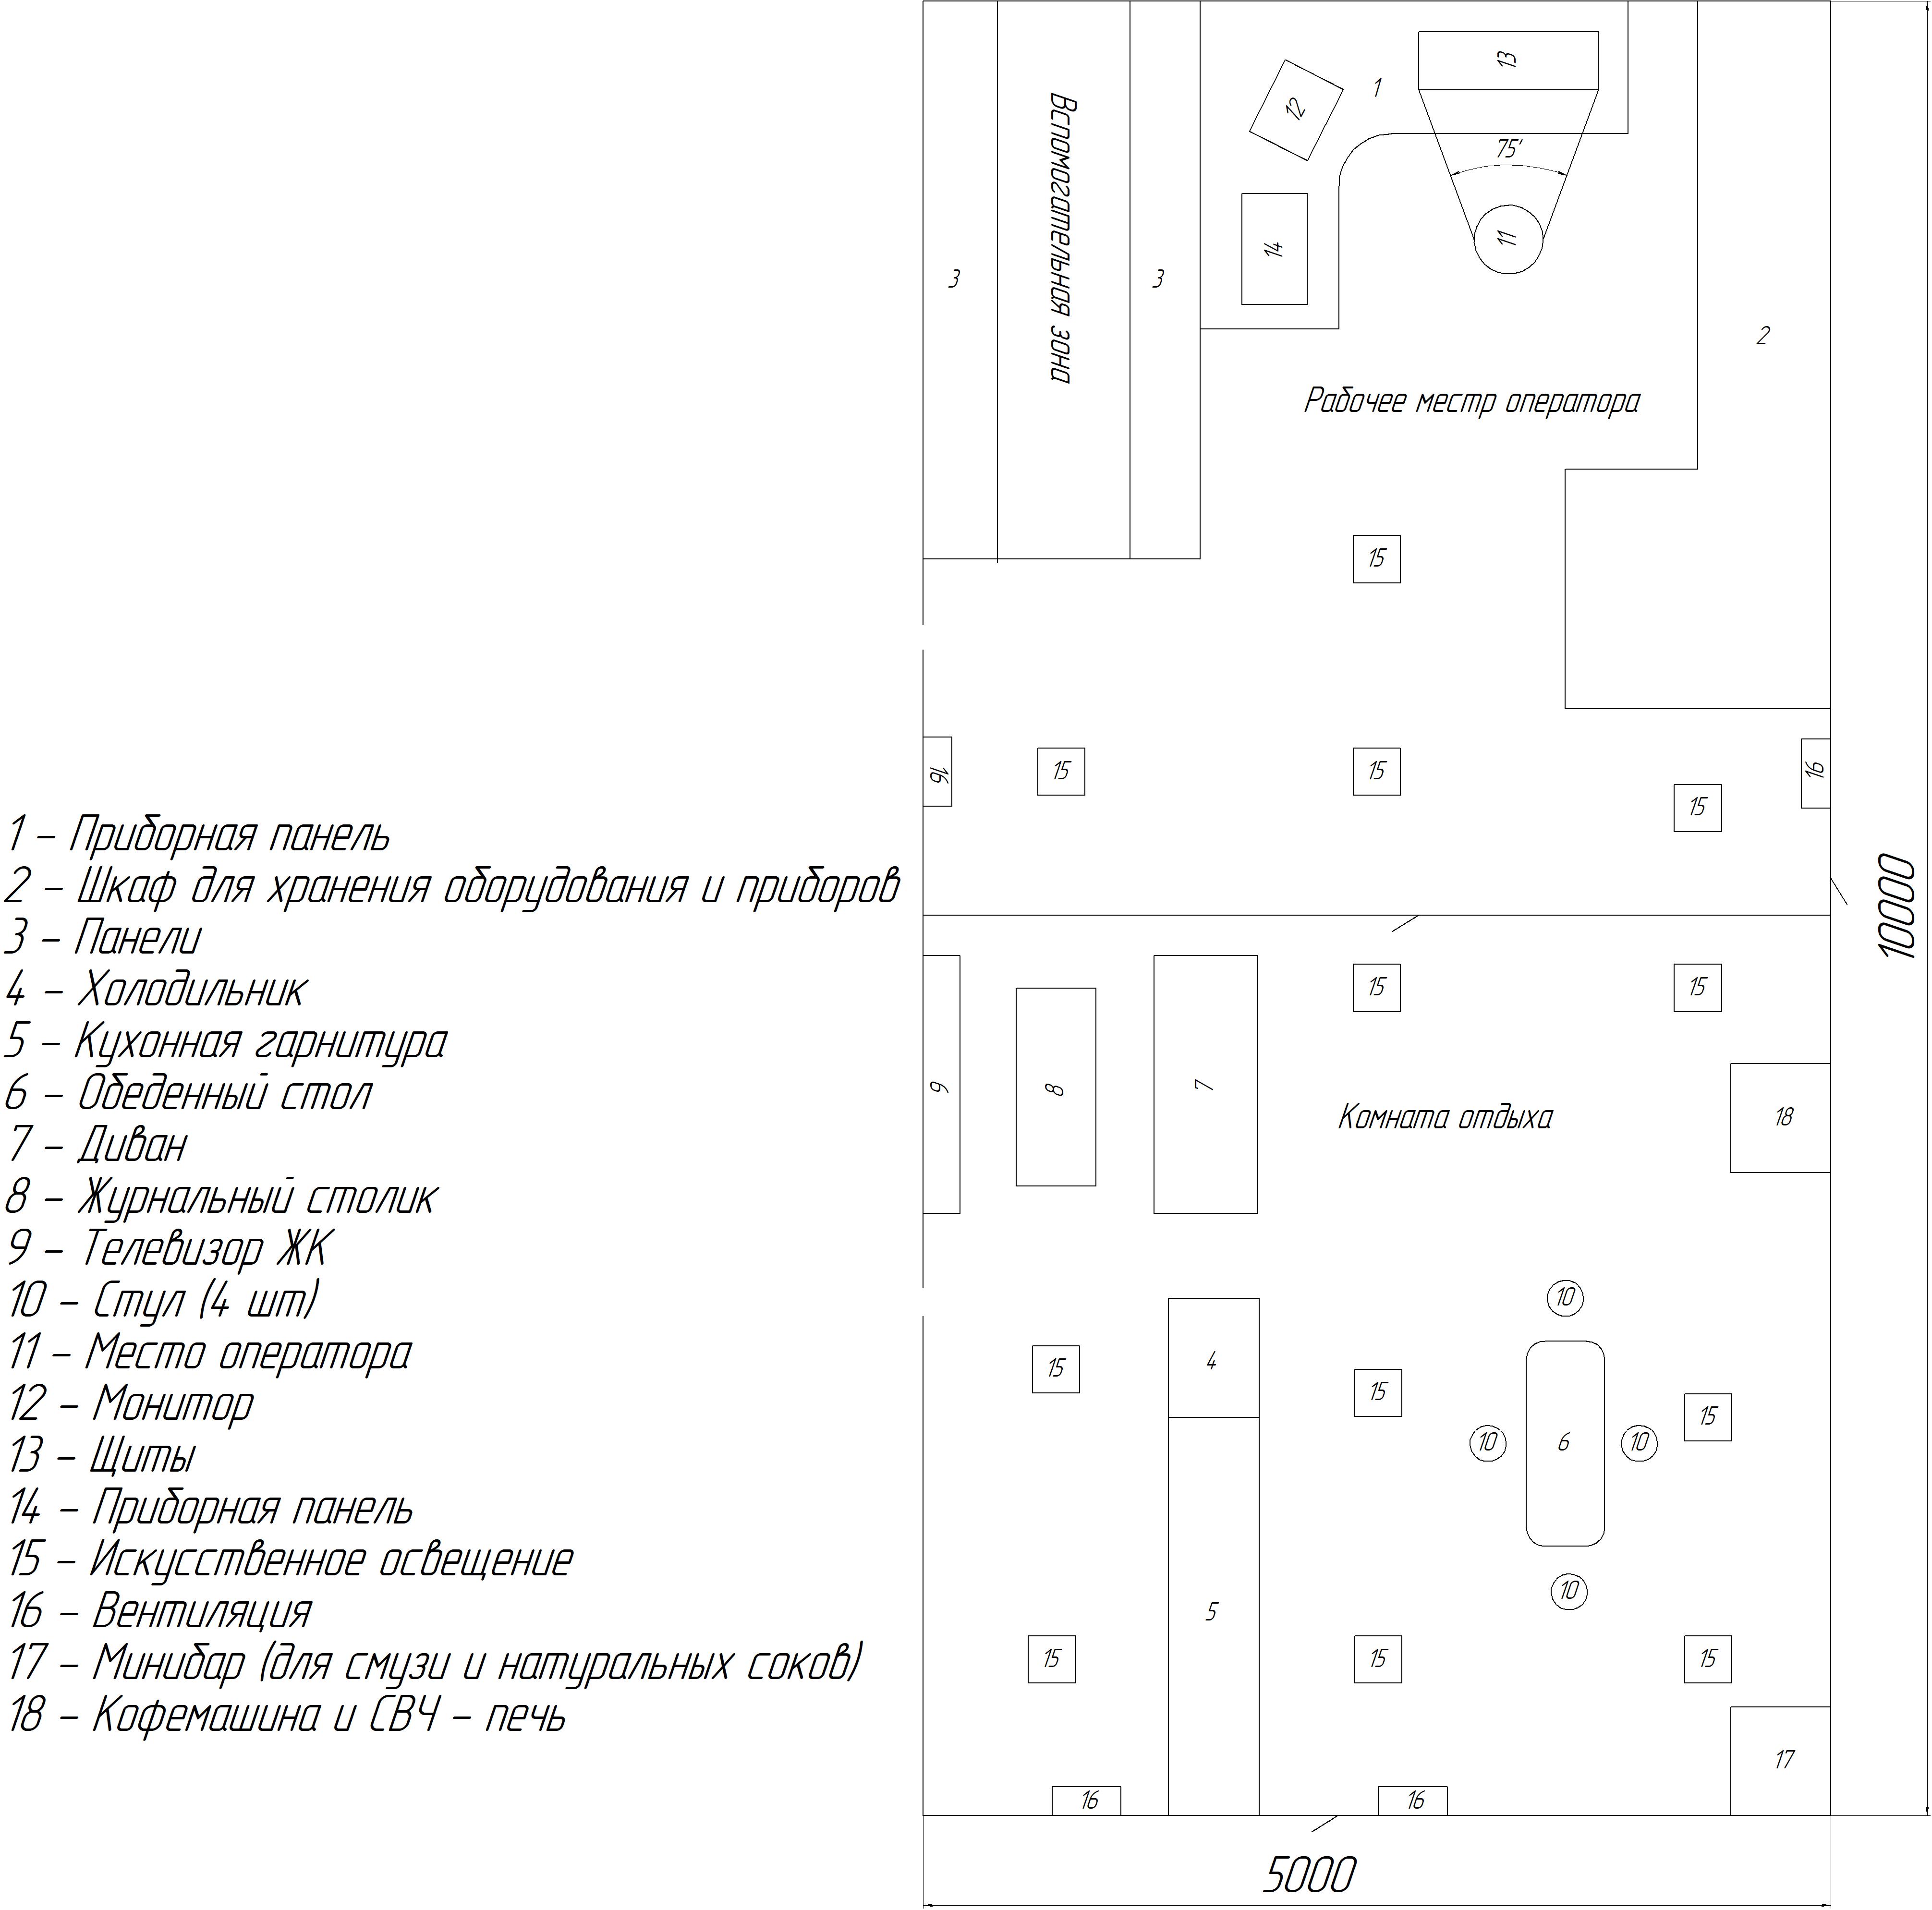 1 – Приборная панель
2 – Шкаф для хранения оборудования и приборов
3 – Панели
4 – Холодильник
5 – Кухонная гарнитура
6 – Обеденный стол
7 – Диван
8 – Журнальный столик
9 – Телевизор ЖК
10 – Стул (4 шт)
11 – Место оператора
12 – Монитор
13 – Щиты
14 – Приборная панель
15 – Искусственное освещение
16 – Вентиляция
17 – Минибар (для смузи и натуральных соков)
18 – Кофемашина и СВЧ – печь
13
1
12
75'
11
14
Вспомогательная зона
3
3
2
Рабочее местр оператора
15
16
15
15
16
15
10000
15
15
9
8
7
Комната отдыха
18
10
15
4
15
15
10
6
10
10
5
15
15
15
17
16
16
5000